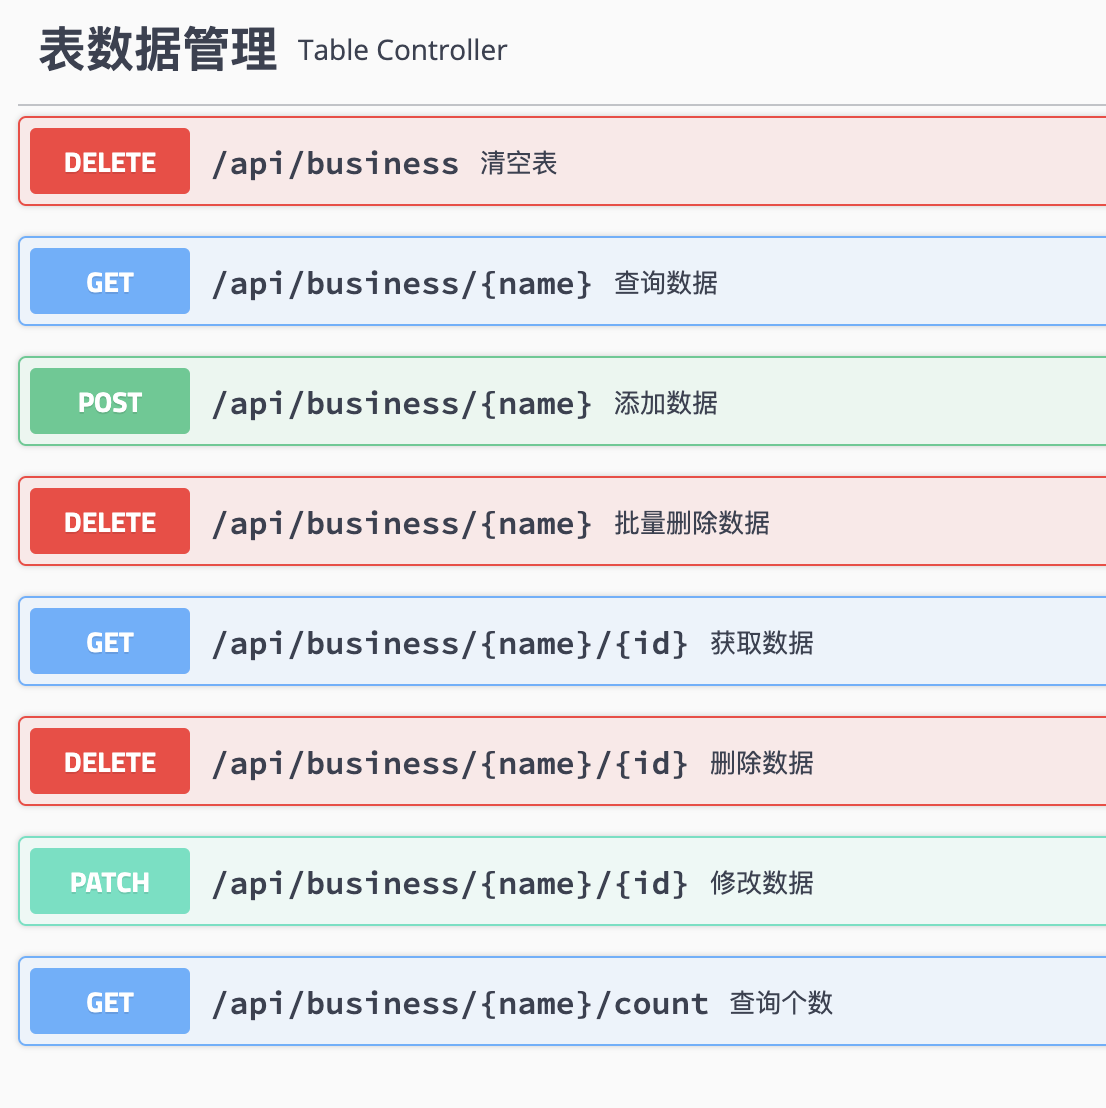 表数据管理 Table Controller
DELETE /api/business 清空表
GET /api/business/{name} 查询数据
POST /api/business/{name} 添加数据
DELETE /api/business/{name} 批量删除数据
GET /api/business/{name}/{id} 获取数据
DELETE /api/business/{name}/{id} 删除数据
PATCH /api/business/{name}/{id} 修改数据
GET /api/business/{name}/count 查询个数